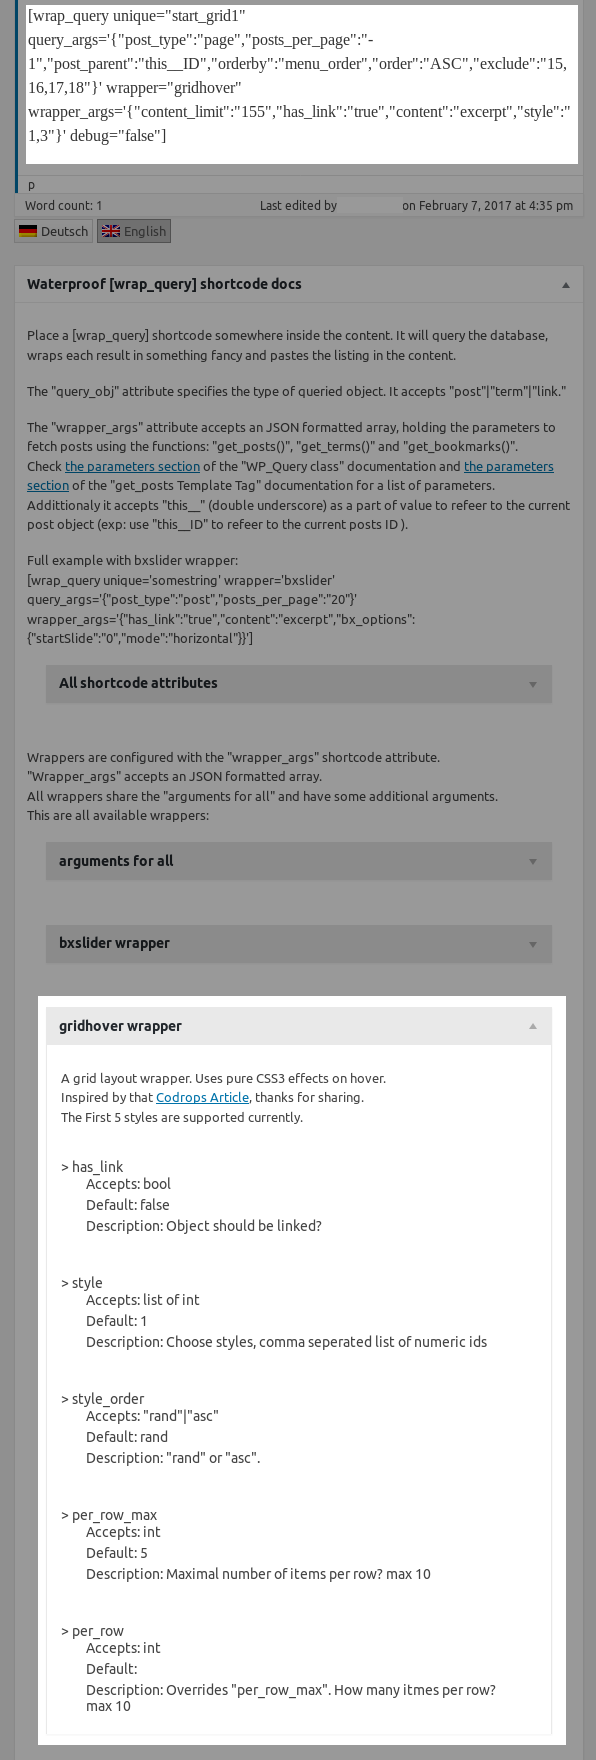 [wrap_query unique="start_grid1"
query_args='{"post_type":"page","posts_per_page":"-
1","post_parent":"this__ID","orderby":"menu_order","order":"ASC","exclude":"15,
16,17,18"}' wrapper="gridhover"
wrapper_args='{"content_limit":"155","has_link":"true","content":"excerpt","style":"
1,3"}' debug="false"]
p
Word count: 1 Last edited by on February 7, 2017 at 4:35 pm
Deutsch English
Waterproof [wrap_query] shortcode docs
Place a [wrap_query] shortcode somewhere inside the content. It will query the database,
wraps each result in something fancy and pastes the listing in the content.
The "query_obj" attribute specifies the type of queried object. It accepts "post"|"term"|"link."
The "wrapper_args" attribute accepts an JSON formatted array, holding the parameters to
fetch posts using the functions: "get_posts()", "get_terms()" and "get_bookmarks()".
Check the parameters section of the "WP_Query class" documentation and the parameters
section of the "get_posts Template Tag" documentation for a list of parameters.
Addittionaly it accepts "this__" (double underscore) as a part of value to refeer to the current
post object (exp: use "this__ID" to refeer to the current posts ID ).
Full example with bxslider wrapper:
[wrap_query unique='somestring' wrapper='bxslider'
query_args='{"post_type":"post","posts_per_page":"20"}'
wrapper_args='{"has_link":"true","content":"excerpt","bx_options":
{"startSlide":"0","mode":"horizontal"}}']
All shortcode attributes
Wrappers are configured with the "wrapper_args" shortcode attribute.
"Wrapper_args" accepts an JSON formatted array.
All wrappers share the "arguments for all" and have some additional arguments.
This are all available wrappers:
arguments for all
bxslider wrapper
gridhover wrapper
A grid layout wrapper. Uses pure CSS3 effects on hover.
Inspired by that Codrops Article, thanks for sharing.
The First 5 styles are supported currently.
> has_link
Accepts: bool
Default: false
Description: Object should be linked?
> style
Accepts: list of int
Default: 1
Description: Choose styles, comma seperated list of numeric ids
> style_order
Accepts: "rand"|"asc"
Default: rand
Description: "rand" or "asc".
> per_row_max
Accepts: int
Default: 5
Description: Maximal number of items per row? max 10
> per_row
Accepts: int
Default:
Description: Overrides "per_row_max". How many itmes per row?
max 10